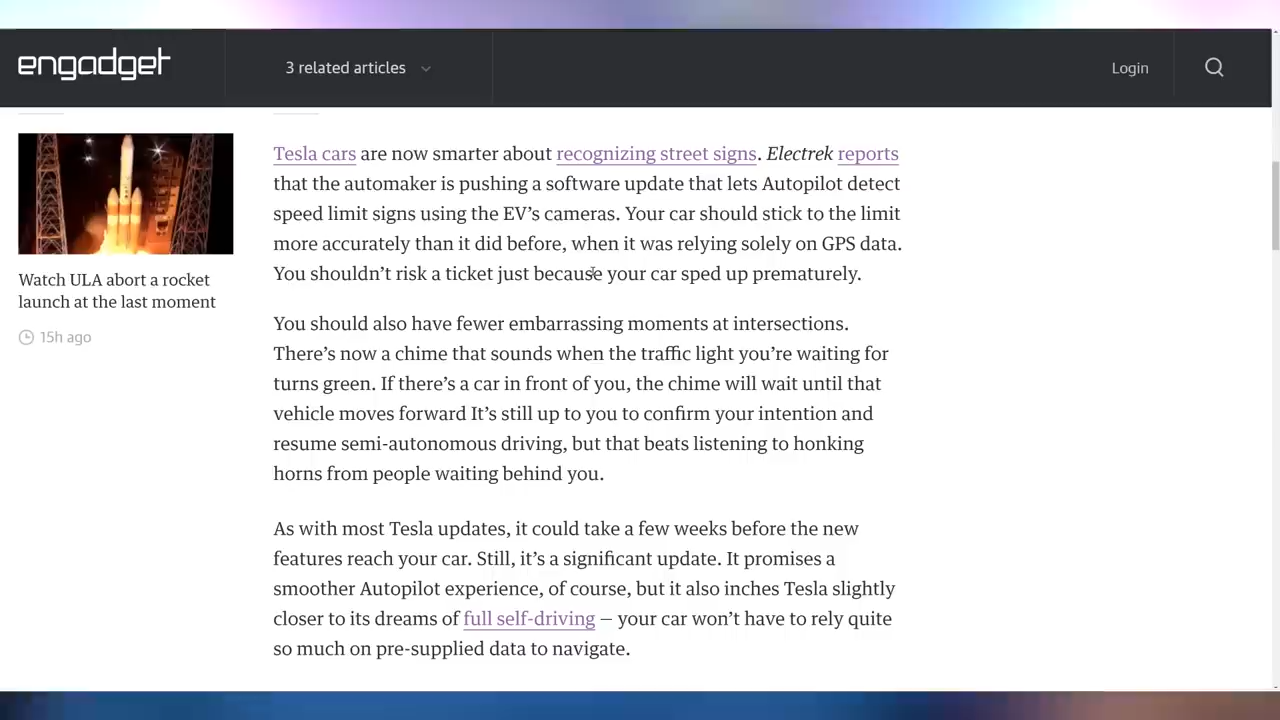 engadget
3 related articles
Login
Watch ULA abort a rocket
launch at the last moment
15h ago
Tesla cars are now smarter about recognizing street signs. Electrek reports
that the automaker is pushing a software update that lets Autopilot detect
speed limit signs using the EV’s cameras. Your car should stick to the limit
more accurately than it did before, when it was relying solely on GPS data.
You shouldn’t risk a ticket just because your car sped up prematurely.
You should also have fewer embarrassing moments at intersections.
There’s now a chime that sounds when the traffic light you’re waiting for
turns green. If there’s a car in front of you, the chime will wait until that
vehicle moves forward It’s still up to you to confirm your intention and
resume semi-autonomous driving, but that beats listening to honking
horns from people waiting behind you.
As with most Tesla updates, it could take a few weeks before the new
features reach your car. Still, it’s a significant update. It promises a
smoother Autopilot experience, of course, but it also inches Tesla slightly
closer to its dreams of full self-driving — your car won’t have to rely quite
so much on pre-supplied data to navigate.